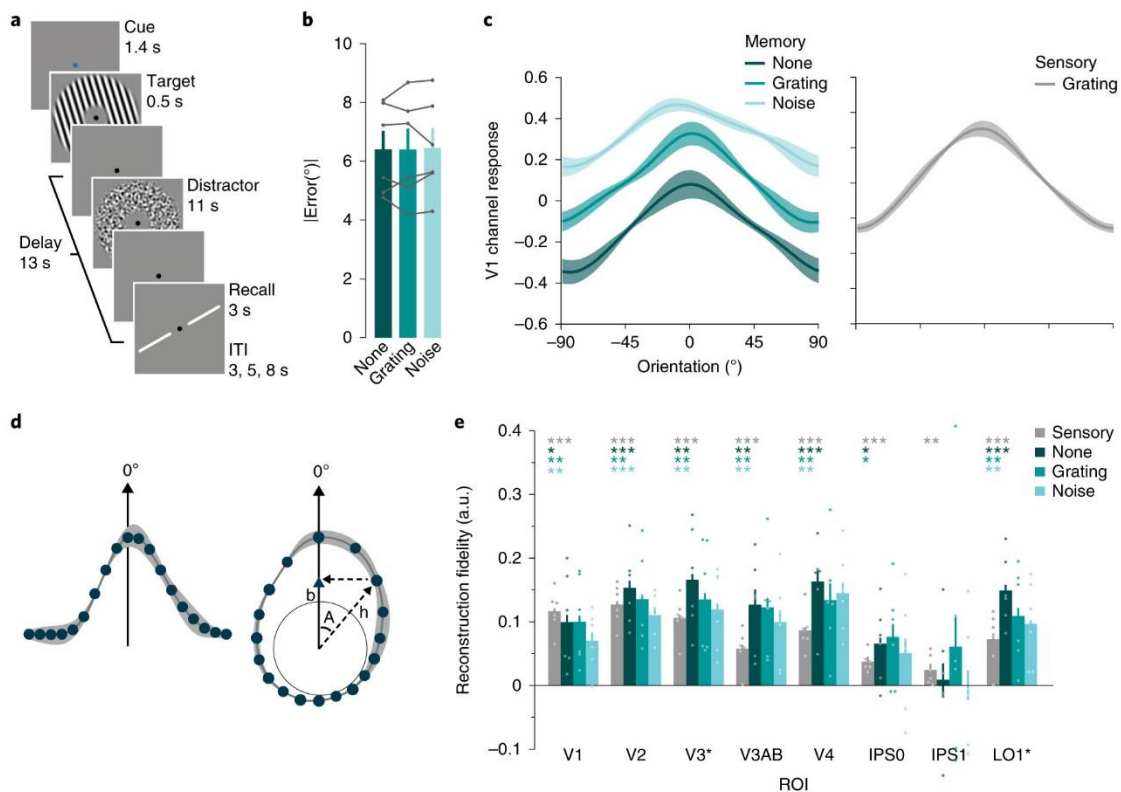 a
Cue
1.4 s
Target
0.5 s
Distractor
11 s
Delay
13 s
Recall
3 s
ITI
3, 5, 8 s
b
|Error(°)|
10
8
6
4
2
0
None
Grating
Noise
c
Memory
None
Grating
Noise
Sensory
Grating
V1 channel response
0.6
0.4
0.2
0
−0.2
−0.4
−0.6
−90
−45
0
45
90
Orientation (°)
d
0°
0°
b
A
h
e
Reconstruction fidelity (a.u.)
0.4
0.3
0.2
0.1
0
−0.1
*** *** *** *** *** *** ** ***
* *** ** ** *** * ***
** ** ** ** ** * **
** *** ** ** ** **
Sensory
None
Grating
Noise
V1 V2 V3* V3AB V4 IPS0 IPS1 LO1*
ROI